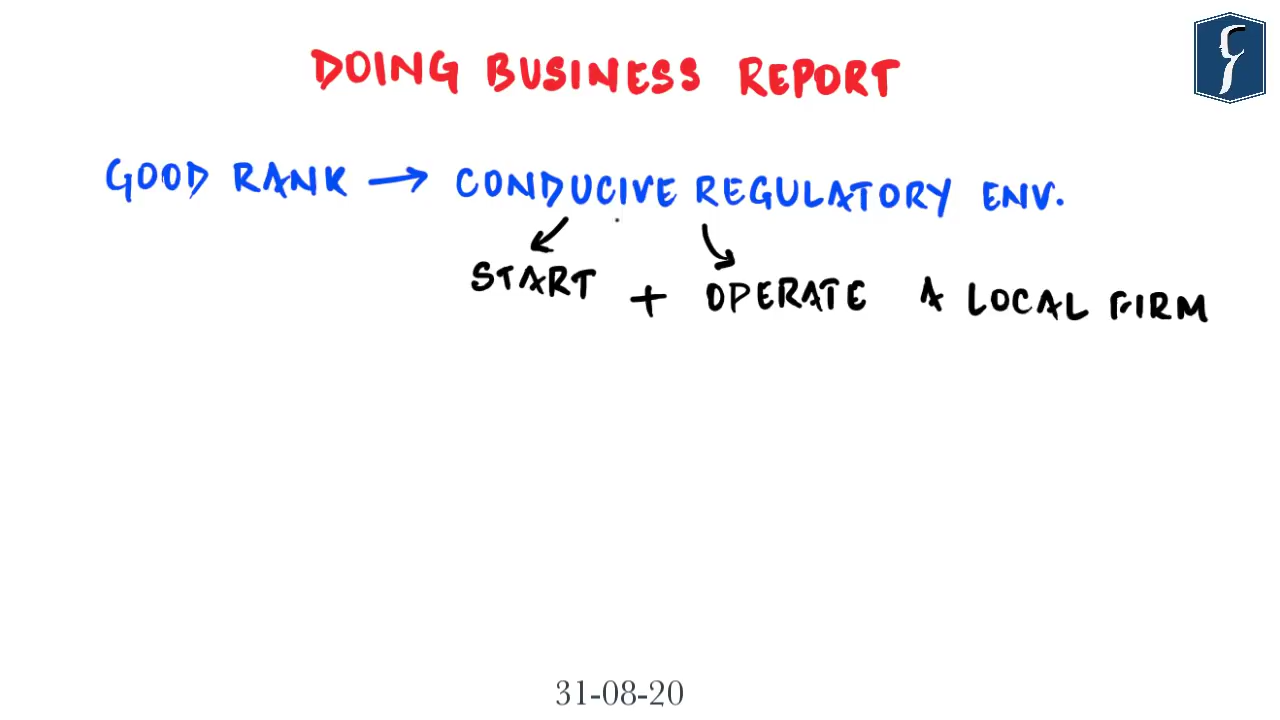 DOING BUSINESS REPORT
GOOD RANK → CONDUCIVE REGULATORY ENV.
START + OPERATE A LOCAL FIRM
31-08-20